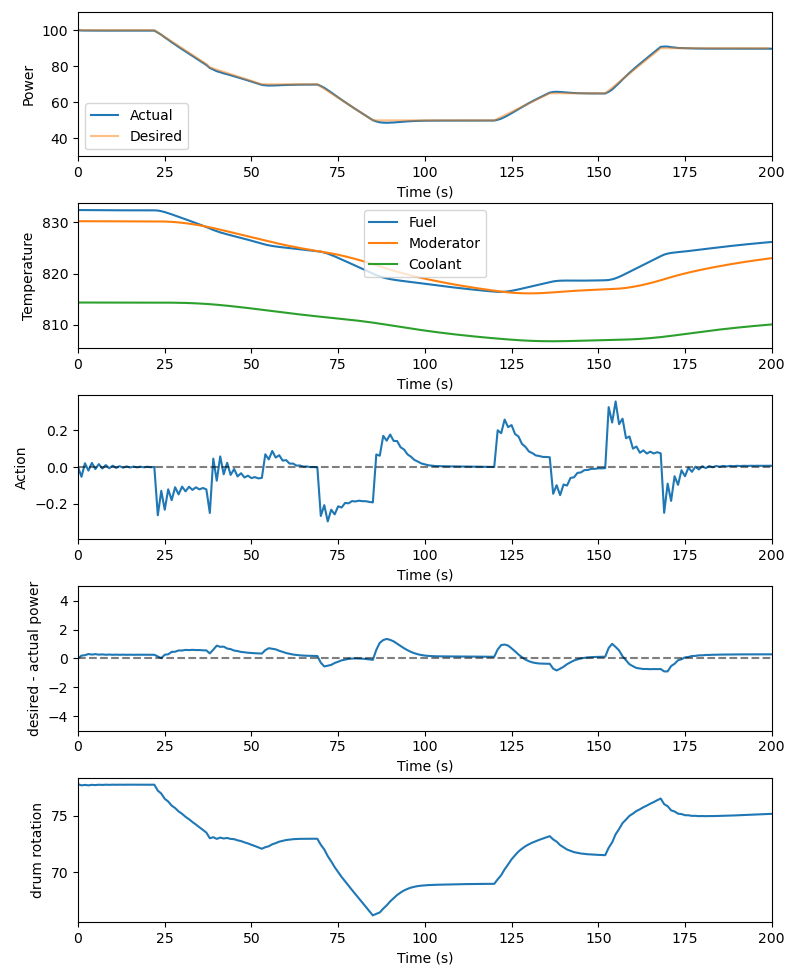 Power
100
80
60
40
Actual
Desired
0 25 50 75 100 125 150 175 200
Time (s)
Temperature
830
820
810
Fuel
Moderator
Coolant
0 25 50 75 100 125 150 175 200
Time (s)
Action
0.2
0.0
−0.2
0 25 50 75 100 125 150 175 200
Time (s)
desired - actual power
4
2
0
−2
−4
0 25 50 75 100 125 150 175 200
Time (s)
drum rotation
75
70
0 25 50 75 100 125 150 175 200
Time (s)